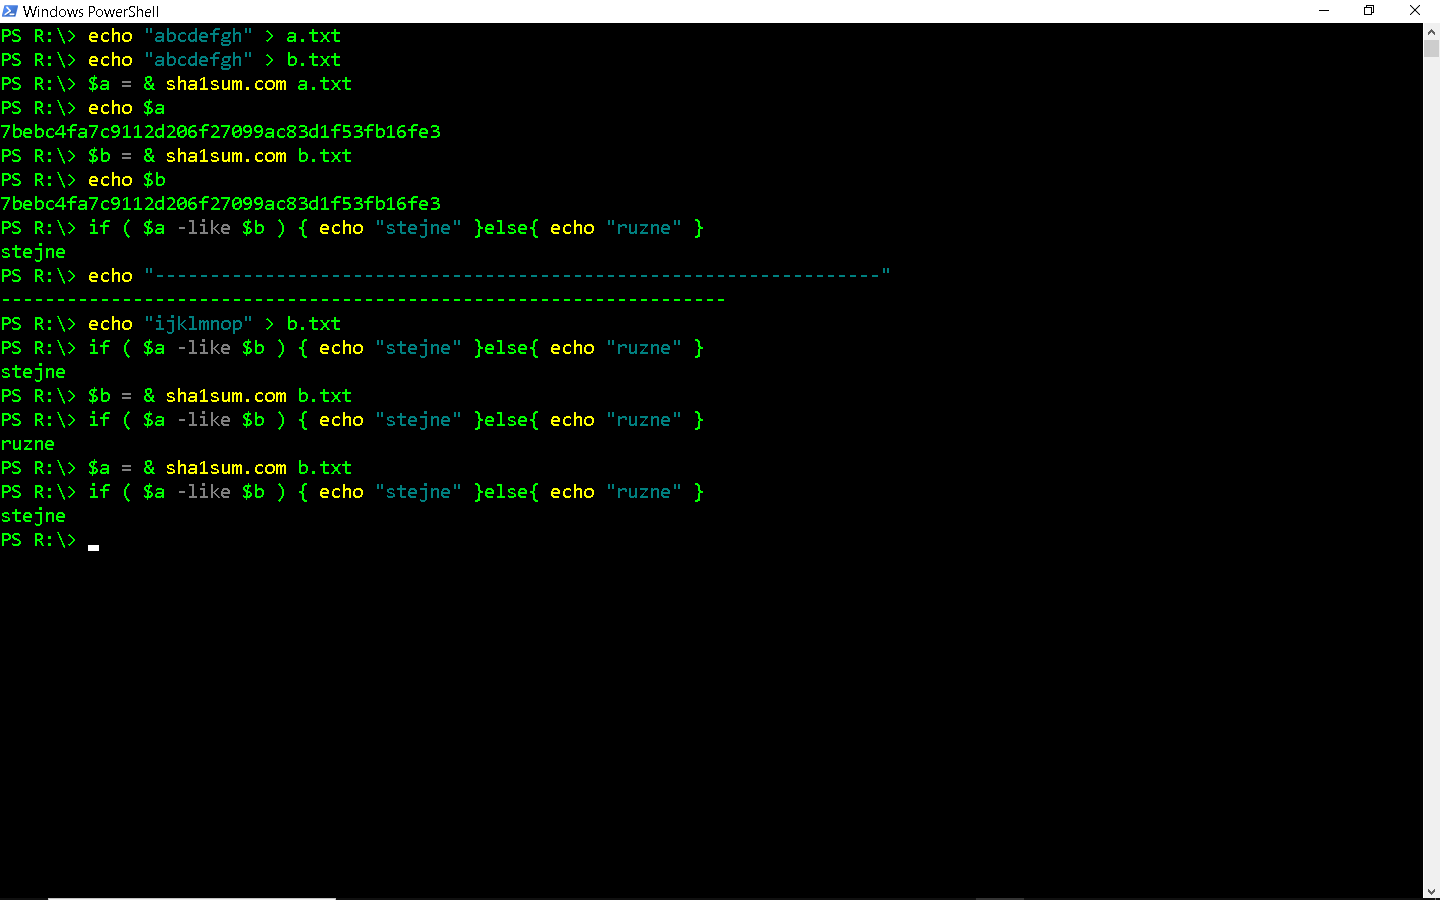 Windows PowerShell
PS R:\> echo "abcdefgh" > a.txt
PS R:\> echo "abcdefgh" > b.txt
PS R:\> $a = & sha1sum.com a.txt
PS R:\> echo $a
7bebc4fa7c9112d206f27099ac83d1f53fb16fe3
PS R:\> $b = & sha1sum.com b.txt
PS R:\> echo $b
7bebc4fa7c9112d206f27099ac83d1f53fb16fe3
PS R:\> if ( $a -like $b ) { echo "stejne" }else{ echo "ruzne" }
stejne
PS R:\> echo "------------------------------------------------------------------"
------------------------------------------------------------------
PS R:\> echo "ijklmnop" > b.txt
PS R:\> if ( $a -like $b ) { echo "stejne" }else{ echo "ruzne" }
stejne
PS R:\> $b = & sha1sum.com b.txt
PS R:\> if ( $a -like $b ) { echo "stejne" }else{ echo "ruzne" }
ruzne
PS R:\> $a = & sha1sum.com b.txt
PS R:\> if ( $a -like $b ) { echo "stejne" }else{ echo "ruzne" }
stejne
PS R:\>